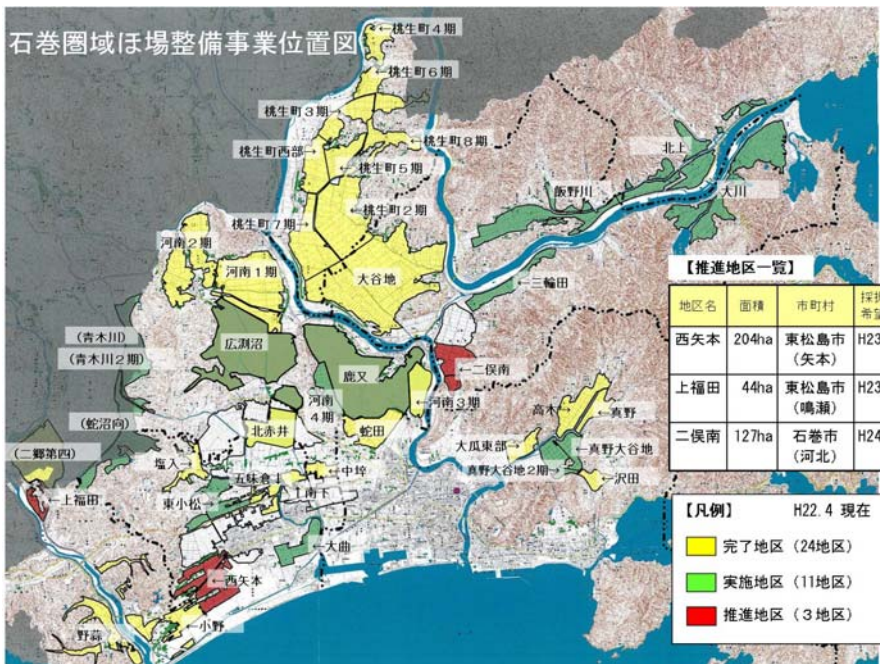 石巻圏域ほ場整備事業位置図
←桃生町4期
←桃生町6期
桃生町3期→
桃生町西部→
←桃生町8期
←桃生町5期
←桃生町2期
桃生町7期→
北上
飯野川
大川
河南2期
河南1期
大谷地
←三輪田
(青木川)
(青木川2期)
広渕沼
鹿又
←二俣南
河南
4期
←河南3期
(蛇沼向)
北赤井
蛇田
高木→
←真野
大瓜東部→
←真野大谷地
真野大谷地2期→
←沢田
(二郷第四)
塩入→
←中埣
五味倉↓
↑南下
←上福田
東小松→
←大曲
←西矢本
←小野
野蒜
【推進地区一覧】
地区名 面積 市町村 採択
希望
西矢本 204ha 東松島市
(矢本) H23
上福田 44ha 東松島市
(鳴瀬) H23
二俣南 127ha 石巻市
(河北) H24
【凡例】 H22.4 現在
完了地区 (24地区)
実施地区 (11地区)
推進地区 (3地区)